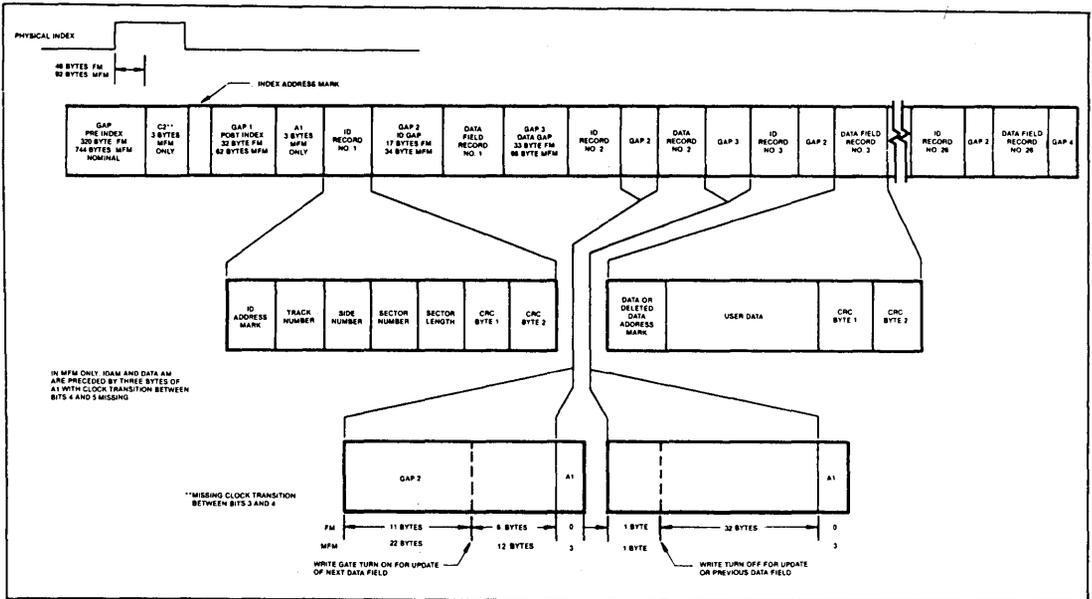 PHYSICAL INDEX
46 BYTES FM
92 BYTES MFM
INDEX ADDRESS MARK
GAP
PRE INDEX
320 BYTE FM
744 BYTES MFM
NOMINAL
C2**
3 BYTES
MFM
ONLY
GAP 1
POST INDEX
32 BYTE FM
62 BYTES MFM
A1
3 BYTES
MFM
ONLY
ID
RECORD
NO. 1
GAP 2
ID GAP
17 BYTES FM
34 BYTE MFM
DATA
FIELD
RECORD
NO. 1
GAP 3
DATA GAP
33 BYTE FM
66 BYTE MFM
ID
RECORD
NO. 2
GAP 2
DATA
RECORD
NO. 2
GAP 3
ID
RECORD
NO. 3
GAP 2
DATA FIELD
RECORD
NO. 3
ID
RECORD
NO. 26
GAP 2
DATA FIELD
RECORD
NO. 26
GAP 4
ID
ADDRESS
MARK
TRACK
NUMBER
SIDE
NUMBER
SECTOR
NUMBER
SECTOR
LENGTH
CRC
BYTE 1
CRC
BYTE 2
DATA OR
DELETED
DATA
ADDRESS
MARK
USER DATA
CRC
BYTE 1
CRC
BYTE 2
IN MFM ONLY, IDAM AND DATA AM
ARE PRECEDED BY THREE BYTES OF
A1 WITH CLOCK TRANSITION BETWEEN
BITS 4 AND 5 MISSING
**MISSING CLOCK TRANSITION
BETWEEN BITS 3 AND 4
GAP 2
A1
A1
FM 11 BYTES 6 BYTES 0 1 BYTE 32 BYTES 0
MFM 22 BYTES 12 BYTES 3 1 BYTE 3
WRITE GATE TURN ON FOR UPDATE
OF NEXT DATA FIELD
WRITE TURN OFF FOR UPDATE
OR PREVIOUS DATA FIELD